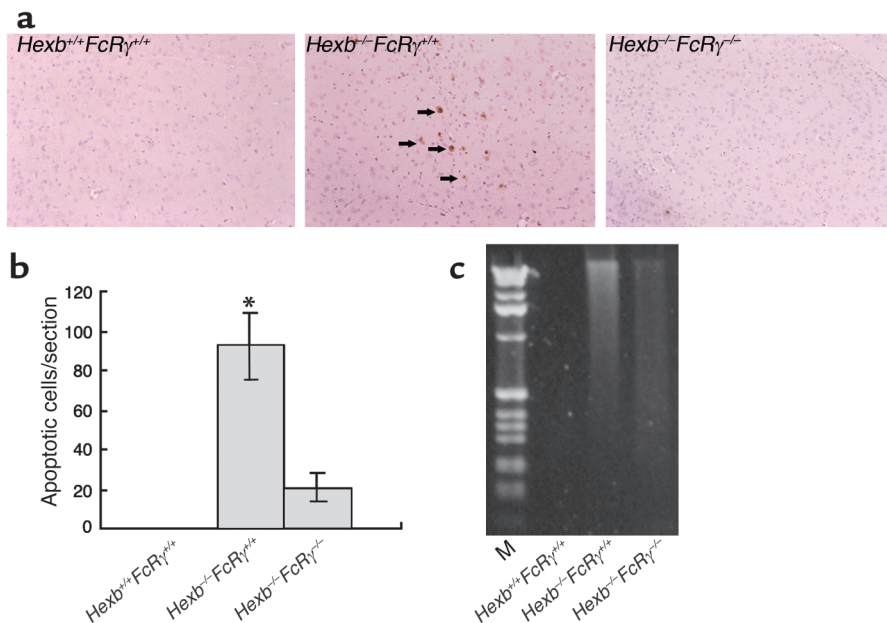 a
Hexb+/+FcRγ+/+
Hexb−/−FcRγ+/+
Hexb−/−FcRγ−/−
b
Apoptotic cells/section
120
100
80
60
40
20
0
*
Hexb+/+FcRγ+/+
Hexb−/−FcRγ+/+
Hexb−/−FcRγ−/−
c
M
Hexb+/+FcRγ+/+
Hexb−/−FcRγ+/+
Hexb−/−FcRγ−/−